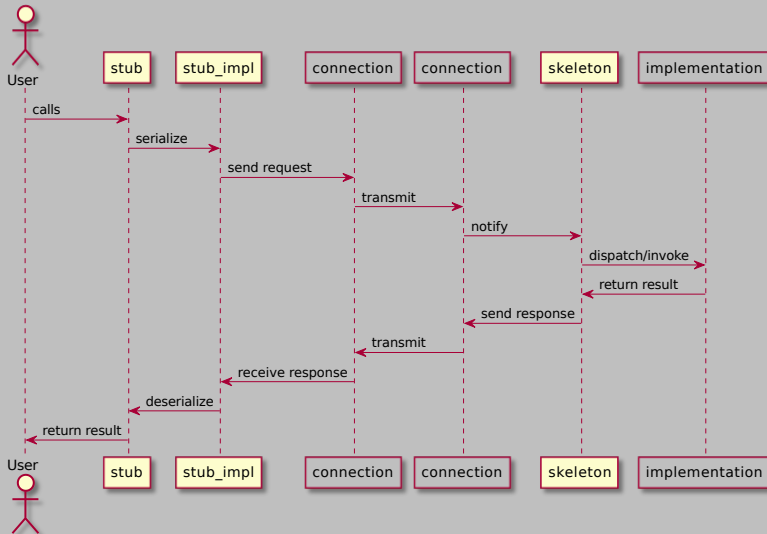 User
stub
stub_impl
connection
connection
skeleton
implementation
calls
serialize
send request
transmit
notify
dispatch/invoke
return result
send response
transmit
receive response
deserialize
return result
User
stub
stub_impl
connection
connection
skeleton
implementation